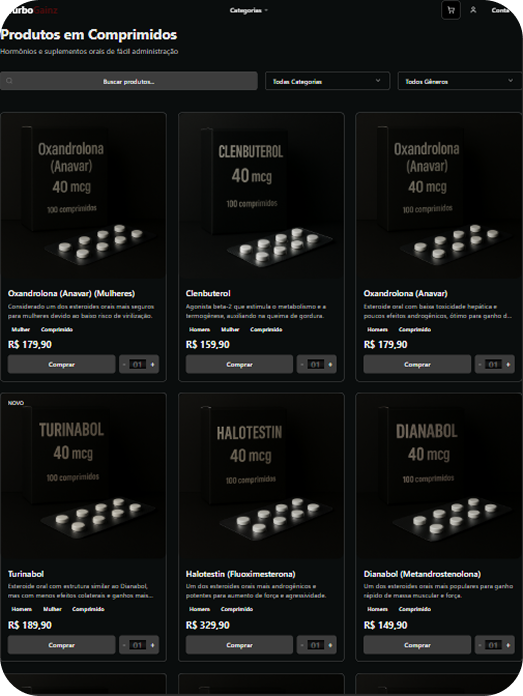 Turbo Gainz
Categorias
Conta
Produtos em Comprimidos
Hormônios e suplementos orais de fácil administração
Buscar produtos...
Todas Categorias
Todos Gêneros
Oxandrolona
(Anavar)
40 mcg
100 comprimidos
CLENBUTEROL
40 mcg
100 comprimidos
Oxandrolona
(Anavar)
40 mcg
100 comprimidos
Oxandrolona (Anavar) (Mulheres)
Considerado um dos esteroides orais mais seguros
para mulheres devido ao baixo risco de virilização.
Mulher Comprimido
R$ 179,90
Comprar - 01 +
Clenbuterol
Agonista beta-2 que estimula o metabolismo e a
termogênese, auxiliando na queima de gordura.
Homem Mulher Comprimido
R$ 159,90
Comprar - 01 +
Oxandrolona (Anavar)
Esteroide oral com baixa toxicidade hepática e
poucos efeitos androgênicos, ótimo para ganho d...
Homem Comprimido
R$ 179,90
Comprar - 01 +
NOVO
TURINABOL
40 mcg
100 comprimidos
HALOTESTIN
40 mcg
100 comprimidos
DIANABOL
40 mcg
100 comprimidos
Turinabol
Esteroide oral com estrutura similar ao Dianabol,
mas com menos efeitos colaterais e ganhos mais...
Homem Mulher Comprimido
R$ 189,90
Comprar - 01 +
Halotestin (Fluoximesterona)
Um dos esteroides orais mais androgênicos e
potentes para aumento de força e agressividade.
Homem Comprimido
R$ 329,90
Comprar - 01 +
Dianabol (Metandrostenolona)
Um dos esteroides orais mais populares para ganho
rápido de massa muscular e força.
Homem Comprimido
R$ 149,90
Comprar - 01 +